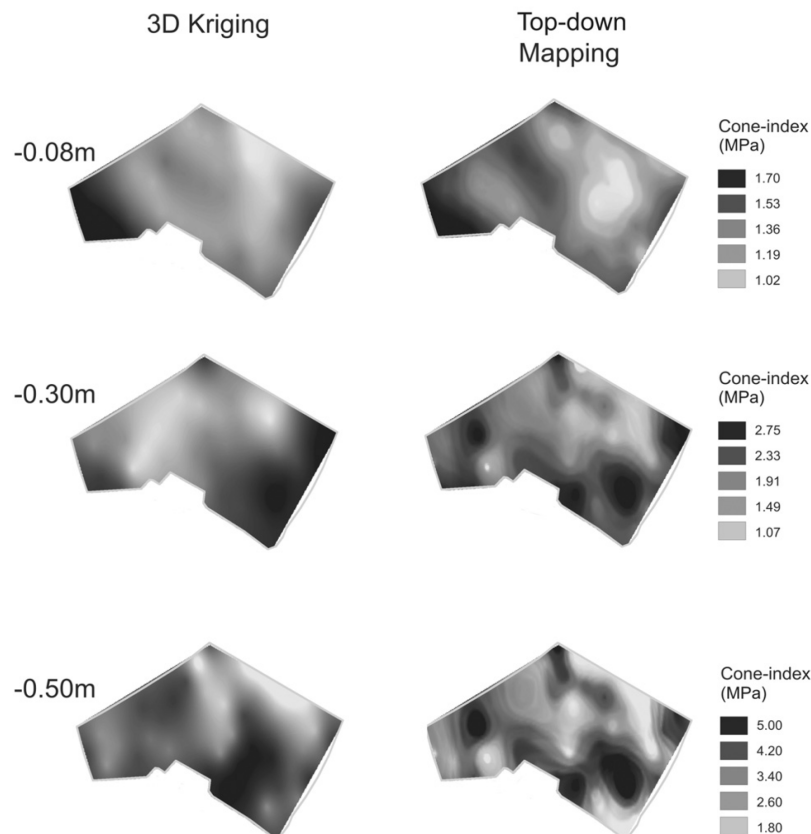 3D Kriging
Top-down
Mapping
-0.08m
Cone-index
(MPa)
1.70
1.53
1.36
1.19
1.02
-0.30m
Cone-index
(MPa)
2.75
2.33
1.91
1.49
1.07
-0.50m
Cone-index
(MPa)
5.00
4.20
3.40
2.60
1.80